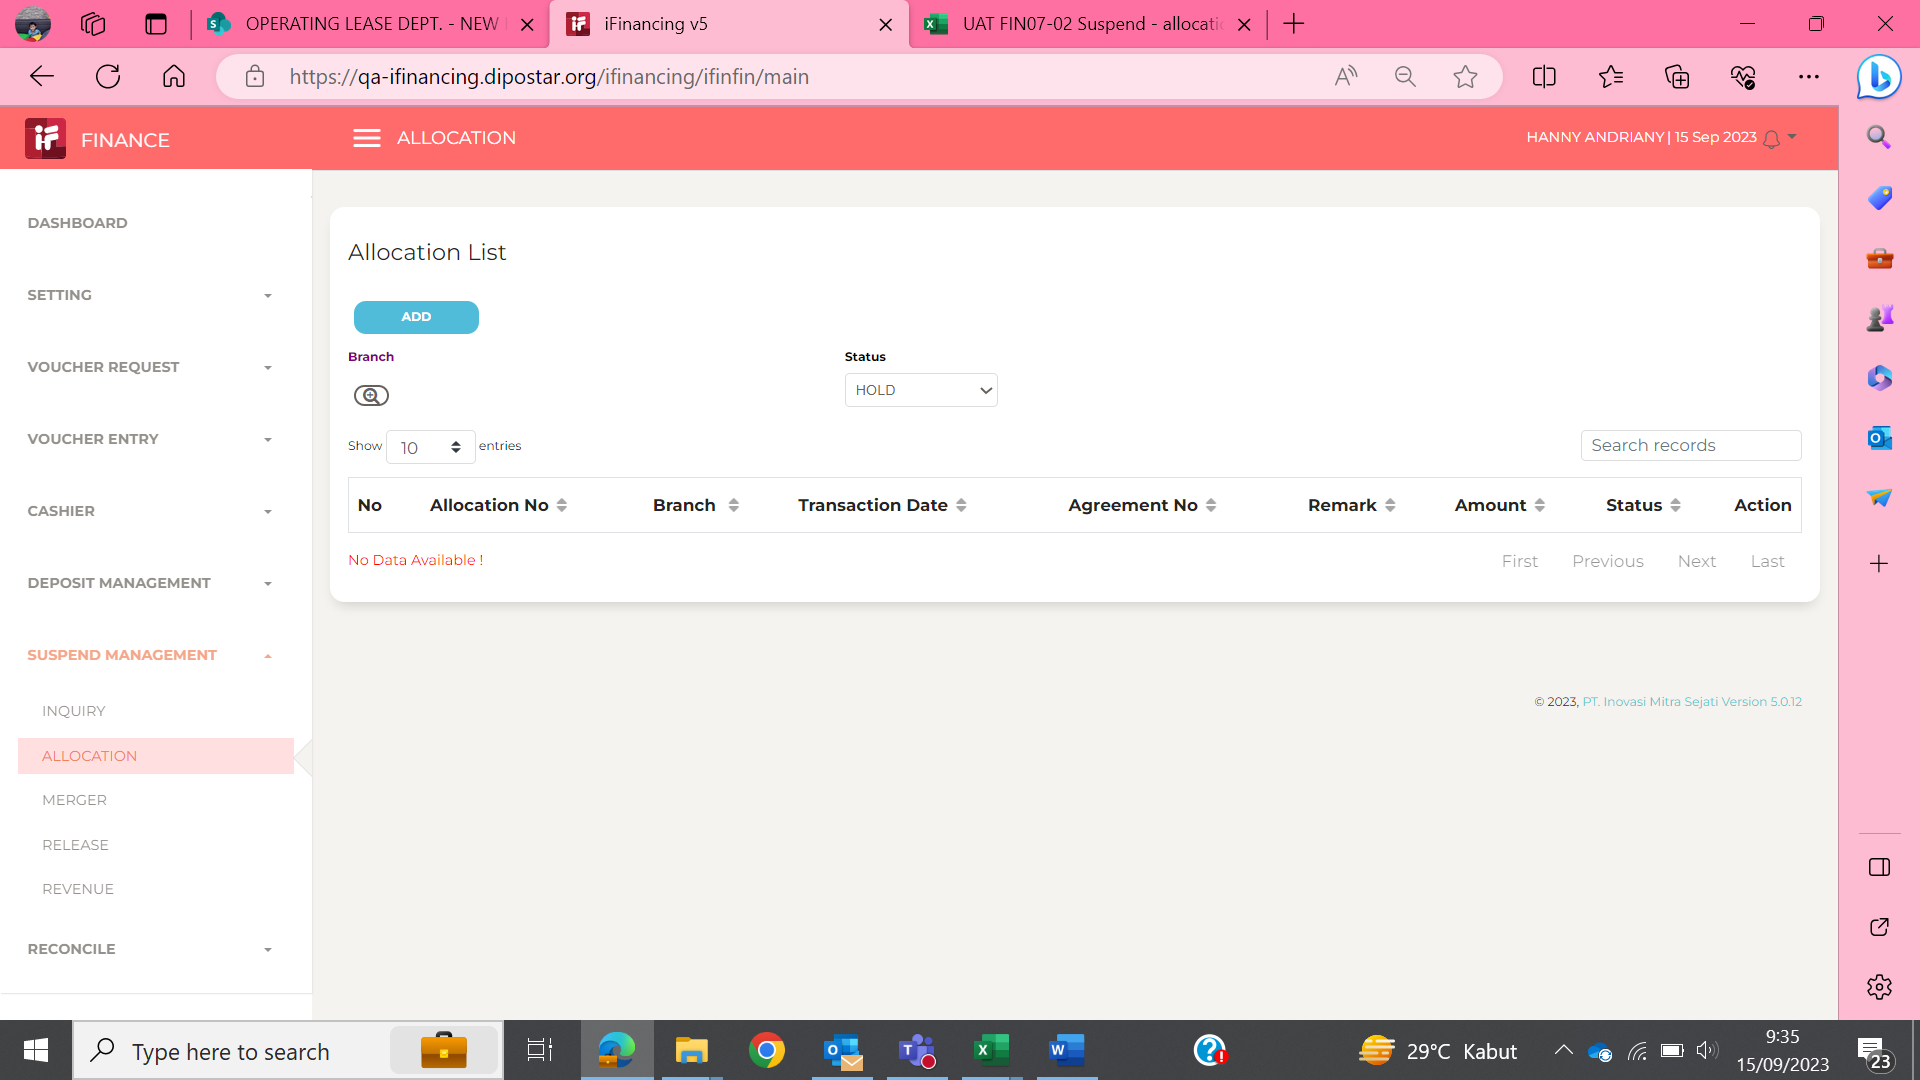 OPERATING LEASE DEPT. - NEW
iFinancing v5
UAT FIN07-02 Suspend - allocatio
https://qa-ifinancing.dipostar.org/ifinancing/ifinfin/main
iF FINANCE
ALLOCATION
HANNY ANDRIANY | 15 Sep 2023
DASHBOARD
SETTING
VOUCHER REQUEST
VOUCHER ENTRY
CASHIER
DEPOSIT MANAGEMENT
SUSPEND MANAGEMENT
INQUIRY
ALLOCATION
MERGER
RELEASE
REVENUE
RECONCILE
Allocation List
ADD
Branch
Status
HOLD
Show 10 entries
Search records
No Allocation No Branch Transaction Date Agreement No Remark Amount Status Action
No Data Available !
First Previous Next Last
© 2023, PT. Inovasi Mitra Sejati Version 5.0.12
Type here to search
29°C Kabut
9:35
15/09/2023
23